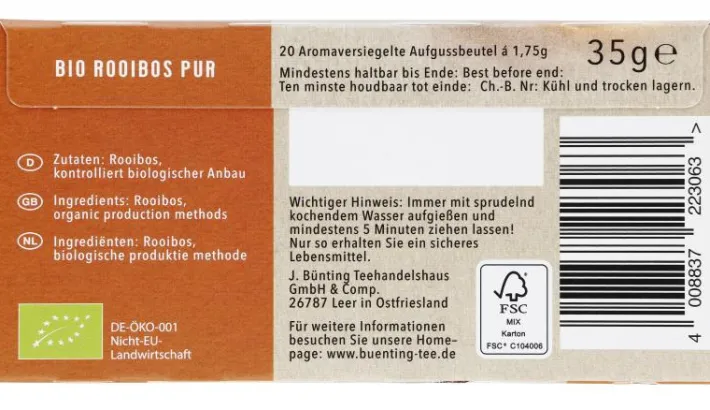 BIO ROOIBOS PUR
20 Aromaversiegelte Aufgussbeutel á 1,75g
35g℮
Mindestens haltbar bis Ende: Best before end:
Ten minste houdbaar tot einde: Ch.-B. Nr: Kühl und trocken lagern.
D Zutaten: Rooibos,
kontrolliert biologischer Anbau
GB Ingredients: Rooibos,
organic production methods
NL Ingrediënten: Rooibos,
biologische produktie methode
DE-ÖKO-001
Nicht-EU-
Landwirtschaft
Wichtiger Hinweis: Immer mit sprudelnd
kochendem Wasser aufgießen und
mindestens 5 Minuten ziehen lassen!
Nur so erhalten Sie ein sicheres
Lebensmittel.
J. Bünting Teehandelshaus
GmbH & Comp.
26787 Leer in Ostfriesland
Für weitere Informationen
besuchen Sie unsere Home-
page: www.buenting-tee.de
FSC
MIX
Karton
FSC® C104006
4 008837 223063 >